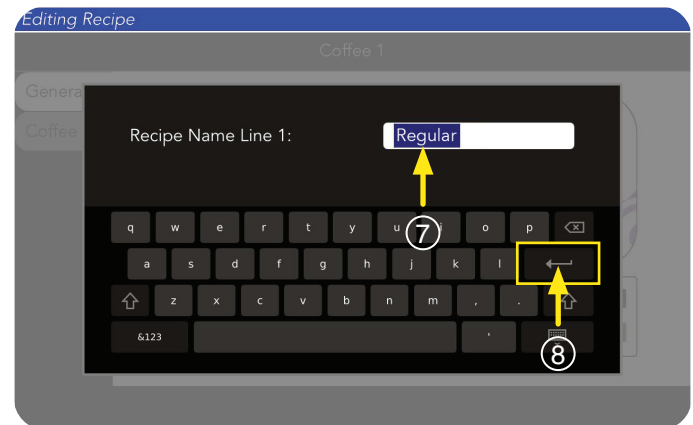 Editing Recipe
Coffee 1
Genera
Coffee
Recipe Name Line 1: Regular
q w e r t y u i o p
7
a s d f g h j k l
z x c v b n m , .
&123 '
8